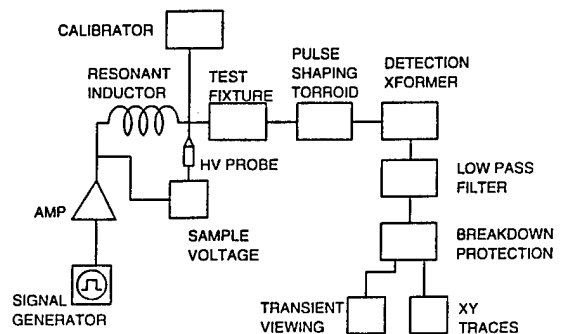 CALIBRATOR
RESONANT
INDUCTOR
TEST
FIXTURE
PULSE
SHAPING
TORROID
DETECTION
XFORMER
HV PROBE
LOW PASS
FILTER
AMP
SAMPLE
VOLTAGE
BREAKDOWN
PROTECTION
SIGNAL
GENERATOR
TRANSIENT
VIEWING
XY
TRACES